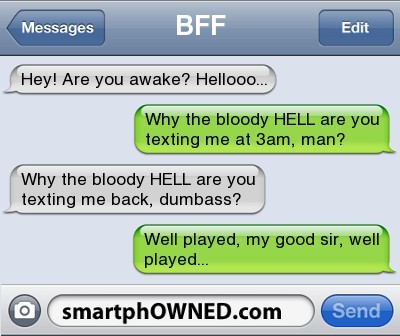 Messages
BFF
Edit
Hey! Are you awake? Hellooo...
Why the bloody HELL are you
texting me at 3am, man?
Why the bloody HELL are you
texting me back, dumbass?
Well played, my good sir, well
played...
smartphOWNED.com
Send